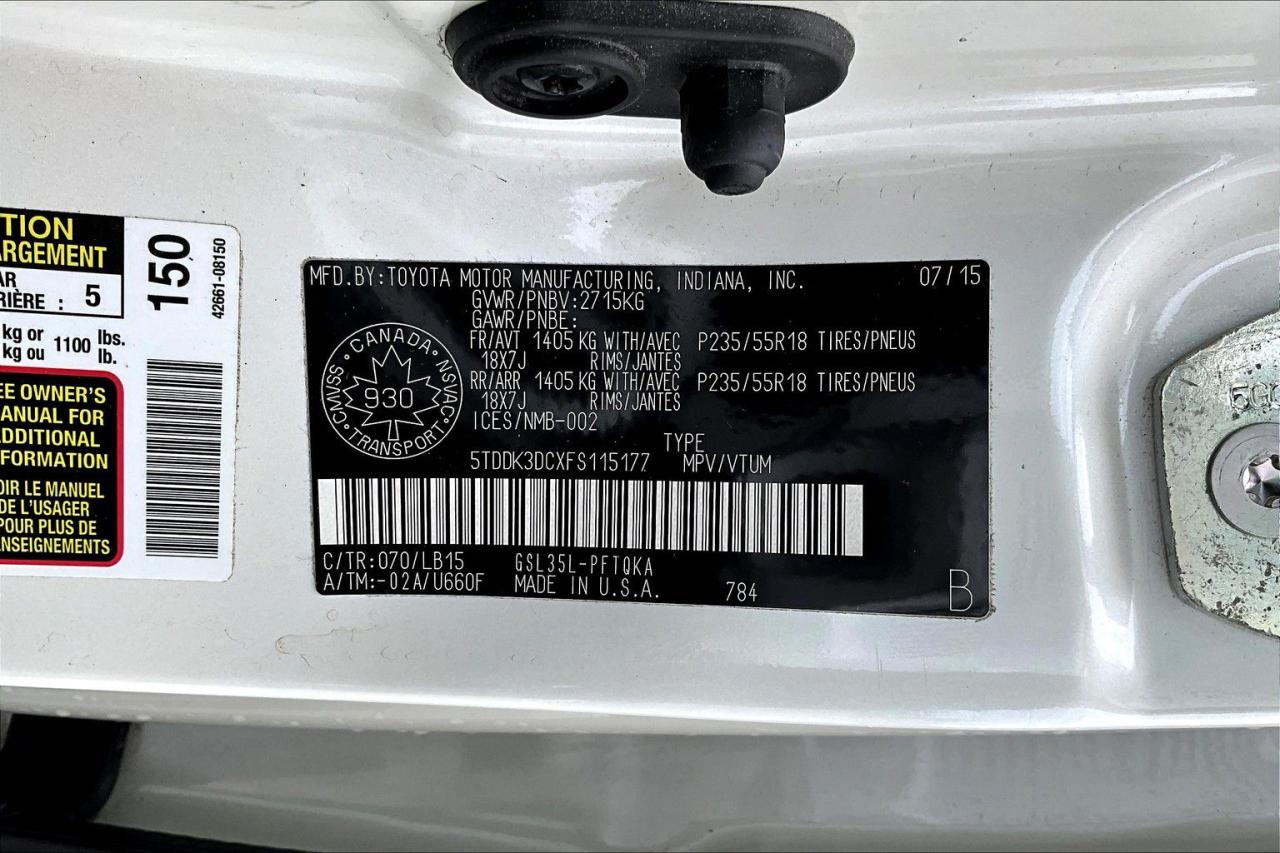 TION
ARGEMENT
AR
RIÈRE : 5
kg or 1100 lbs.
kg ou lb.
EE OWNER'S
MANUAL FOR
ADDITIONAL
FORMATION
OIR LE MANUEL
DE L'USAGER
POUR PLUS DE
NSEIGNEMENTS
150
42661-08150
MFD.BY:TOYOTA MOTOR MANUFACTURING, INDIANA, INC. 07/15
GVWR/PNBV:2715KG
GAWR/PNBE:
FR/AVT 1405 KG WITH/AVEC P235/55R18 TIRES/PNEUS
18X7J RIMS/JANTES
RR/ARR 1405 KG WITH/AVEC P235/55R18 TIRES/PNEUS
18X7J RIMS/JANTES
ICES/NMB-002
CANADA
CMVSS NSVAC
930
TRANSPORT
TYPE
5TDDK3DCXFS115177 MPV/VTUM
C/TR:070/LB15 GSL35L-PFTQKA
A/TM:-02A/U660F MADE IN U.S.A. 784 B